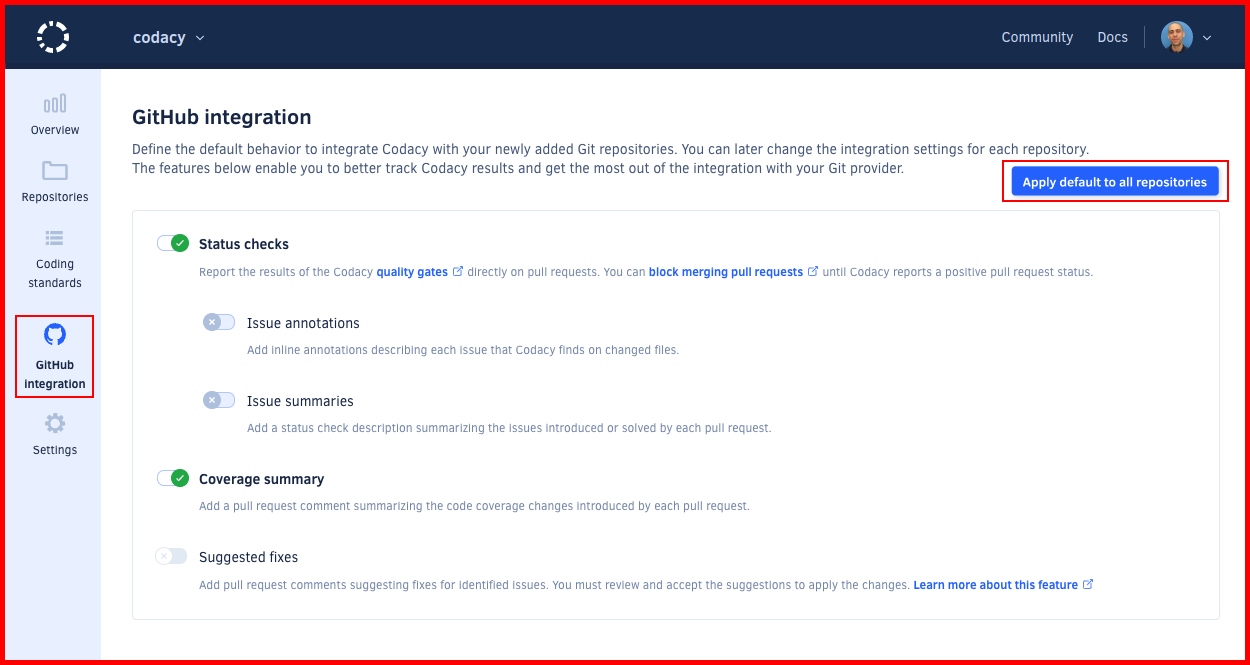 codacy
Community
Docs
Overview
Repositories
Coding
standards
GitHub
integration
Settings
GitHub integration
Define the default behavior to integrate Codacy with your newly added Git repositories. You can later change the integration settings for each repository.
The features below enable you to better track Codacy results and get the most out of the integration with your Git provider.
Apply default to all repositories
Status checks
Report the results of the Codacy quality gates directly on pull requests. You can block merging pull requests until Codacy reports a positive pull request status.
Issue annotations
Add inline annotations describing each issue that Codacy finds on changed files.
Issue summaries
Add a status check description summarizing the issues introduced or solved by each pull request.
Coverage summary
Add a pull request comment summarizing the code coverage changes introduced by each pull request.
Suggested fixes
Add pull request comments suggesting fixes for identified issues. You must review and accept the suggestions to apply the changes. Learn more about this feature